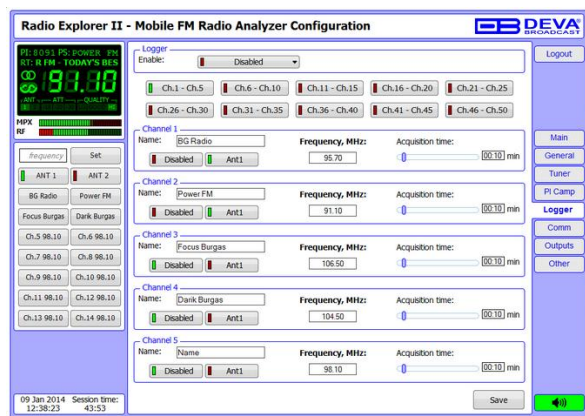 Radio Explorer II - Mobile FM Radio Analyzer Configuration
DEVA
BROADCAST
PI: 8091 PS: POWER FM
RT: R FM - TODAY'S BES
91.10
ANT ATT QUALITY
MPX
RF
frequency Set
ANT 1 ANT 2
BG Radio Power FM
Focus Burgas Darik Burgas
Ch.5 98.10 Ch.6 98.10
Ch.7 98.10 Ch.8 98.10
Ch.9 98.10 Ch.10 98.10
Ch.11 98.10 Ch.12 98.10
Ch.13 98.10 Ch.14 98.10
09 Jan 2014 Session time:
12:38:23 43:53
Logger
Enable: Disabled
Ch.1 - Ch.5 Ch.6 - Ch.10 Ch.11 - Ch.15 Ch.16 - Ch.20 Ch.21 - Ch.25
Ch.26 - Ch.30 Ch.31 - Ch.35 Ch.36 - Ch.40 Ch.41 - Ch.45 Ch.46 - Ch.50
Channel 1
Name: BG Radio Frequency, MHz: Acquisition time:
Disabled Ant1 95.70 00:10 min
Channel 2
Name: Power FM Frequency, MHz: Acquisition time:
Disabled Ant1 91.10 00:10 min
Channel 3
Name: Focus Burgas Frequency, MHz: Acquisition time:
Disabled Ant1 106.50 00:10 min
Channel 4
Name: Darik Burgas Frequency, MHz: Acquisition time:
Disabled Ant1 104.50 00:10 min
Channel 5
Name: Name Frequency, MHz: Acquisition time:
Disabled Ant1 98.10 00:10 min
Save
Logout
Main
General
Tuner
PI Camp
Logger
Comm
Outputs
Other